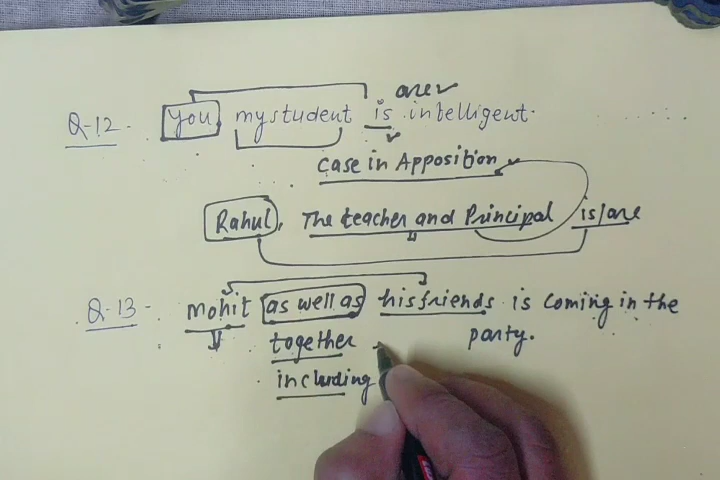 are
Q-12 - You my student is intelligent.
case in Apposition
Rahul, The teacher and Principal is/are
Q-13 - mohit as well as his friends is coming in the
together party.
including